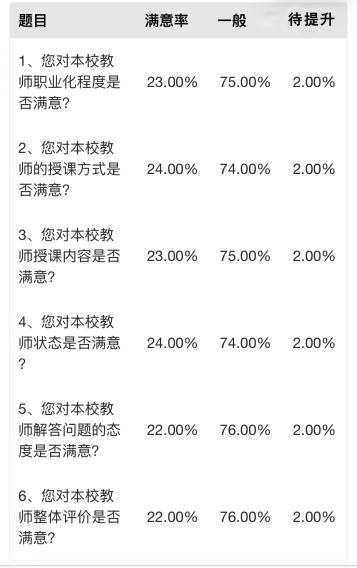 题目 满意率 一般 待提升
1、您对本校教
师职业化程度是 23.00% 75.00% 2.00%
否满意?
2、您对本校教
师的授课方式是 24.00% 74.00% 2.00%
否满意?
3、您对本校教
师授课内容是否 23.00% 75.00% 2.00%
满意?
4、您对本校教
师状态是否满意 24.00% 74.00% 2.00%
?
5、您对本校教
师解答问题的态 22.00% 76.00% 2.00%
度是否满意?
6、您对本校教
师整体评价是否 22.00% 76.00% 2.00%
满意?